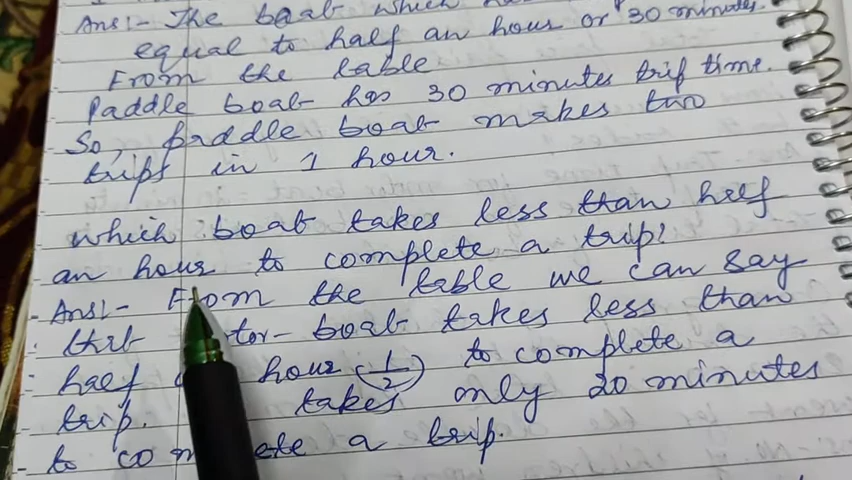 Ans:- The boat which
equal to half an hour or 30 minutes.
From the table
Paddle boat has 30 minutes trip time.
So, paddle boat makes two
trips in 1 hour.
which boat takes less than half
an hour to complete a trip?
Ans:- From the table we can say
that tor-boat takes less than
half hour (1/2) to complete a
trip. takes only 20 minutes
to com ete a trip.